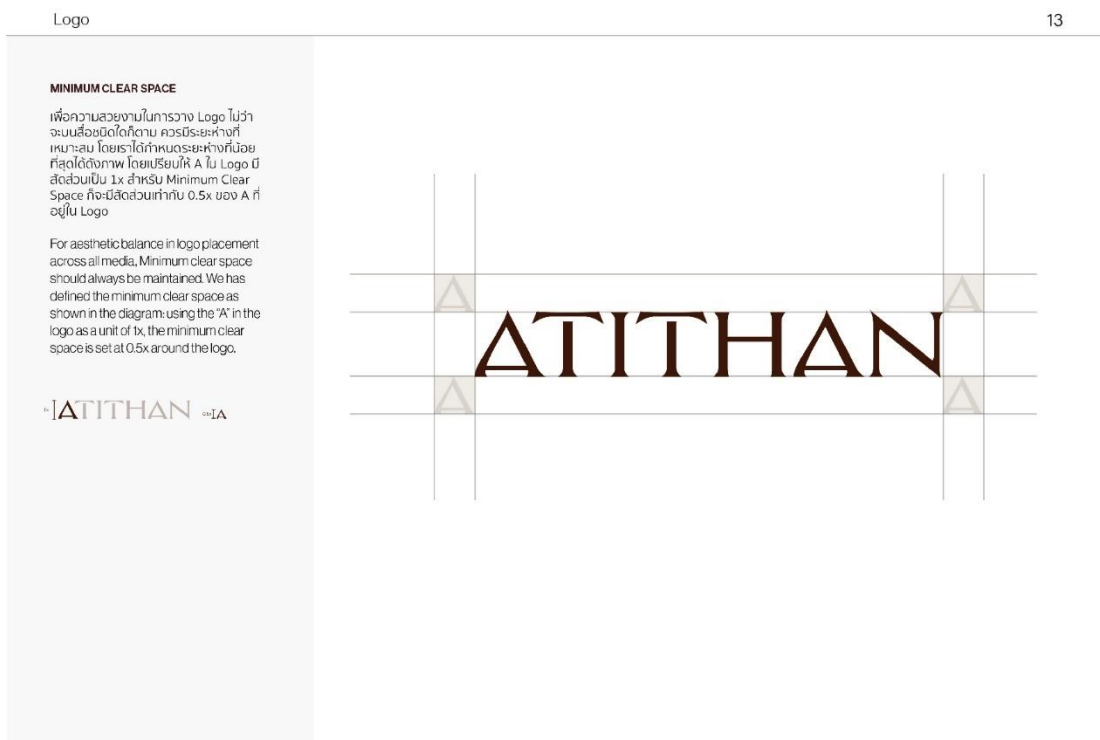 Logo
13
MINIMUM CLEAR SPACE
เพื่อความสวยงามในการวาง Logo ไม่ว่า
จะบนสื่อชนิดใดก็ตาม ควรมีระยะห่างที่
เหมาะสม โดยเราได้กำหนดระยะห่างที่น้อย
ที่สุดได้ดังภาพ โดยเปรียบให้ A ใน Logo มี
สัดส่วนเป็น 1x สำหรับ Minimum Clear
Space ก็จะมีสัดส่วนเท่ากับ 0.5x ของ A ที่
อยู่ใน Logo
For aesthetic balance in logo placement
across all media, Minimum clear space
should always be maintained. We has
defined the minimum clear space as
shown in the diagram: using the “A” in the
logo as a unit of 1x, the minimum clear
space is set at 0.5x around the logo.
ATITHAN
A
A A
ATITHAN
A A